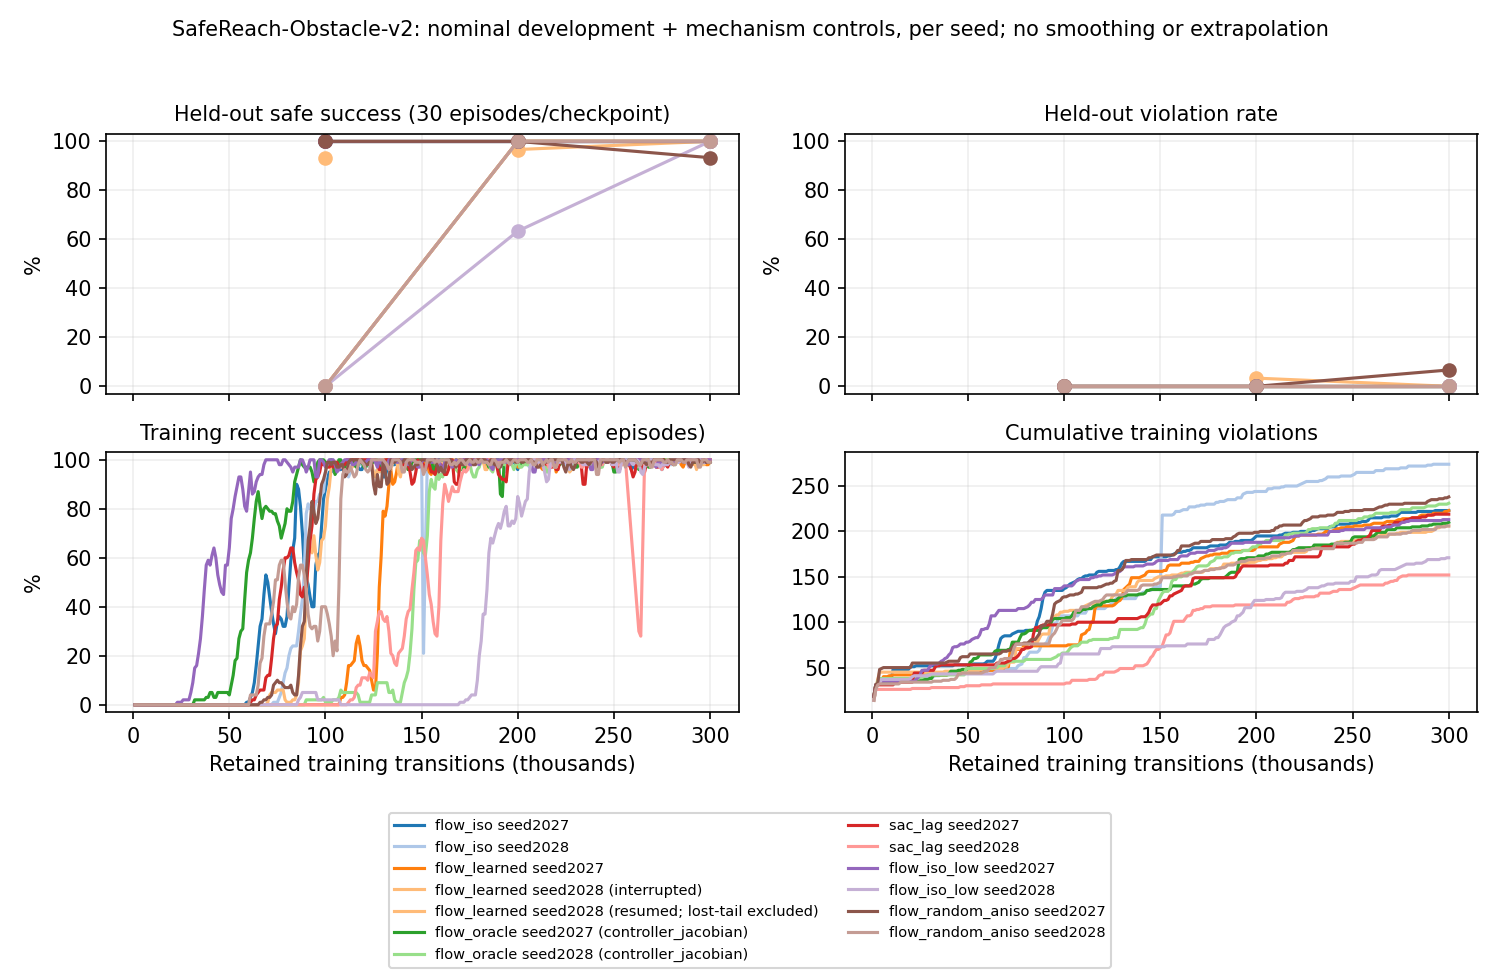 SafeReach-Obstacle-v2: nominal development + mechanism controls, per seed; no smoothing or extrapolation
Held-out safe success (30 episodes/checkpoint)
%
100
80
60
40
20
0
Held-out violation rate
%
100
80
60
40
20
0
Training recent success (last 100 completed episodes)
%
100
80
60
40
20
0
0 50 100 150 200 250 300
Retained training transitions (thousands)
Cumulative training violations
250
200
150
100
50
0 50 100 150 200 250 300
Retained training transitions (thousands)
flow_iso seed2027
flow_iso seed2028
flow_learned seed2027
flow_learned seed2028 (interrupted)
flow_learned seed2028 (resumed; lost-tail excluded)
flow_oracle seed2027 (controller_jacobian)
flow_oracle seed2028 (controller_jacobian)
sac_lag seed2027
sac_lag seed2028
flow_iso_low seed2027
flow_iso_low seed2028
flow_random_aniso seed2027
flow_random_aniso seed2028